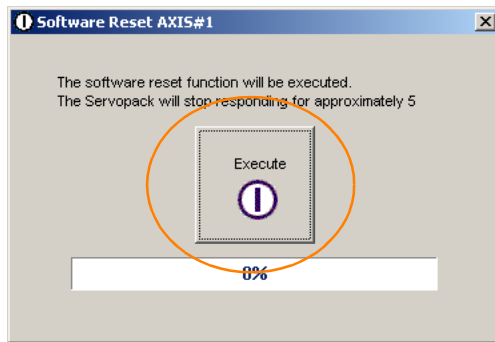 Software Reset AXIS#1
The software reset function will be executed.
The Servopack will stop responding for approximately 5
Execute
0%